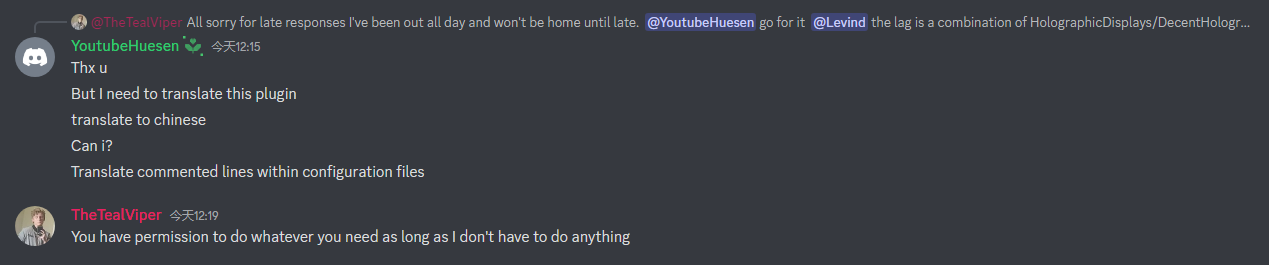 @TheTealViper All sorry for late responses I've been out all day and won't be home until late. @YoutubeHuesen go for it @Levind the lag is a combination of HolographicDisplays/DecentHologr...
YoutubeHuesen 今天12:15
Thx u
But I need to translate this plugin
translate to chinese
Can i?
Translate commented lines within configuration files
TheTealViper 今天12:19
You have permission to do whatever you need as long as I don't have to do anything